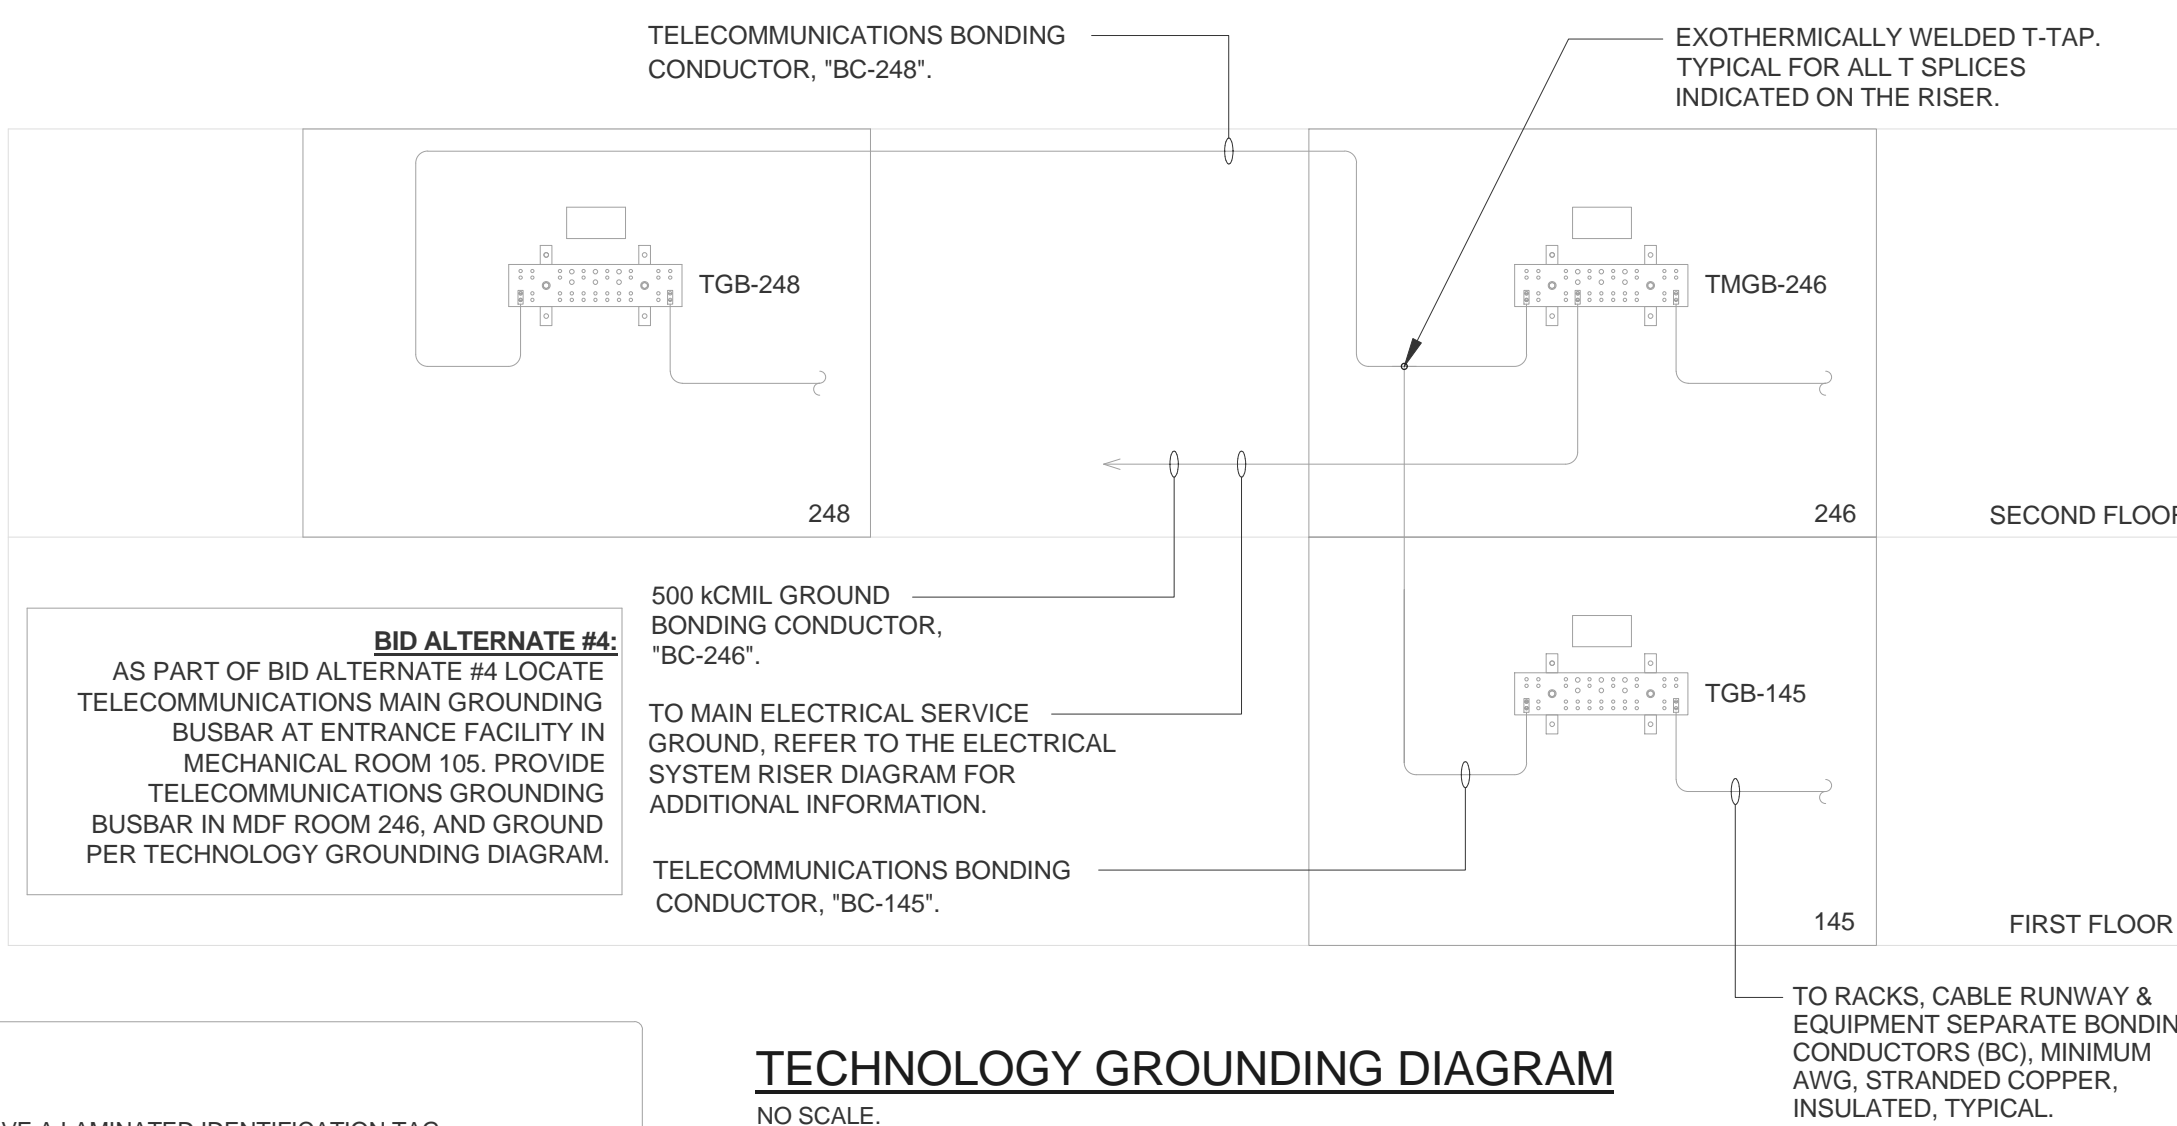 TELECOMMUNICATIONS BONDING
CONDUCTOR, "BC-248".
EXOTHERMICALLY WELDED T-TAP.
TYPICAL FOR ALL T SPLICES
INDICATED ON THE RISER.
TGB-248
TMGB-246
248
246
SECOND FLOOR
500 kCMIL GROUND
BONDING CONDUCTOR,
"BC-246".
BID ALTERNATE #4:
AS PART OF BID ALTERNATE #4 LOCATE
TELECOMMUNICATIONS MAIN GROUNDING
BUSBAR AT ENTRANCE FACILITY IN
MECHANICAL ROOM 105. PROVIDE
TELECOMMUNICATIONS GROUNDING
BUSBAR IN MDF ROOM 246, AND GROUND
PER TECHNOLOGY GROUNDING DIAGRAM.
TO MAIN ELECTRICAL SERVICE
GROUND, REFER TO THE ELECTRICAL
SYSTEM RISER DIAGRAM FOR
ADDITIONAL INFORMATION.
TGB-145
TELECOMMUNICATIONS BONDING
CONDUCTOR, "BC-145".
145
FIRST FLOOR
TO RACKS, CABLE RUNWAY &
EQUIPMENT SEPARATE BONDIN
CONDUCTORS (BC), MINIMUM
AWG, STRANDED COPPER,
INSULATED, TYPICAL.
TECHNOLOGY GROUNDING DIAGRAM
NO SCALE.
A LAMINATED IDENTIFICATION TAG